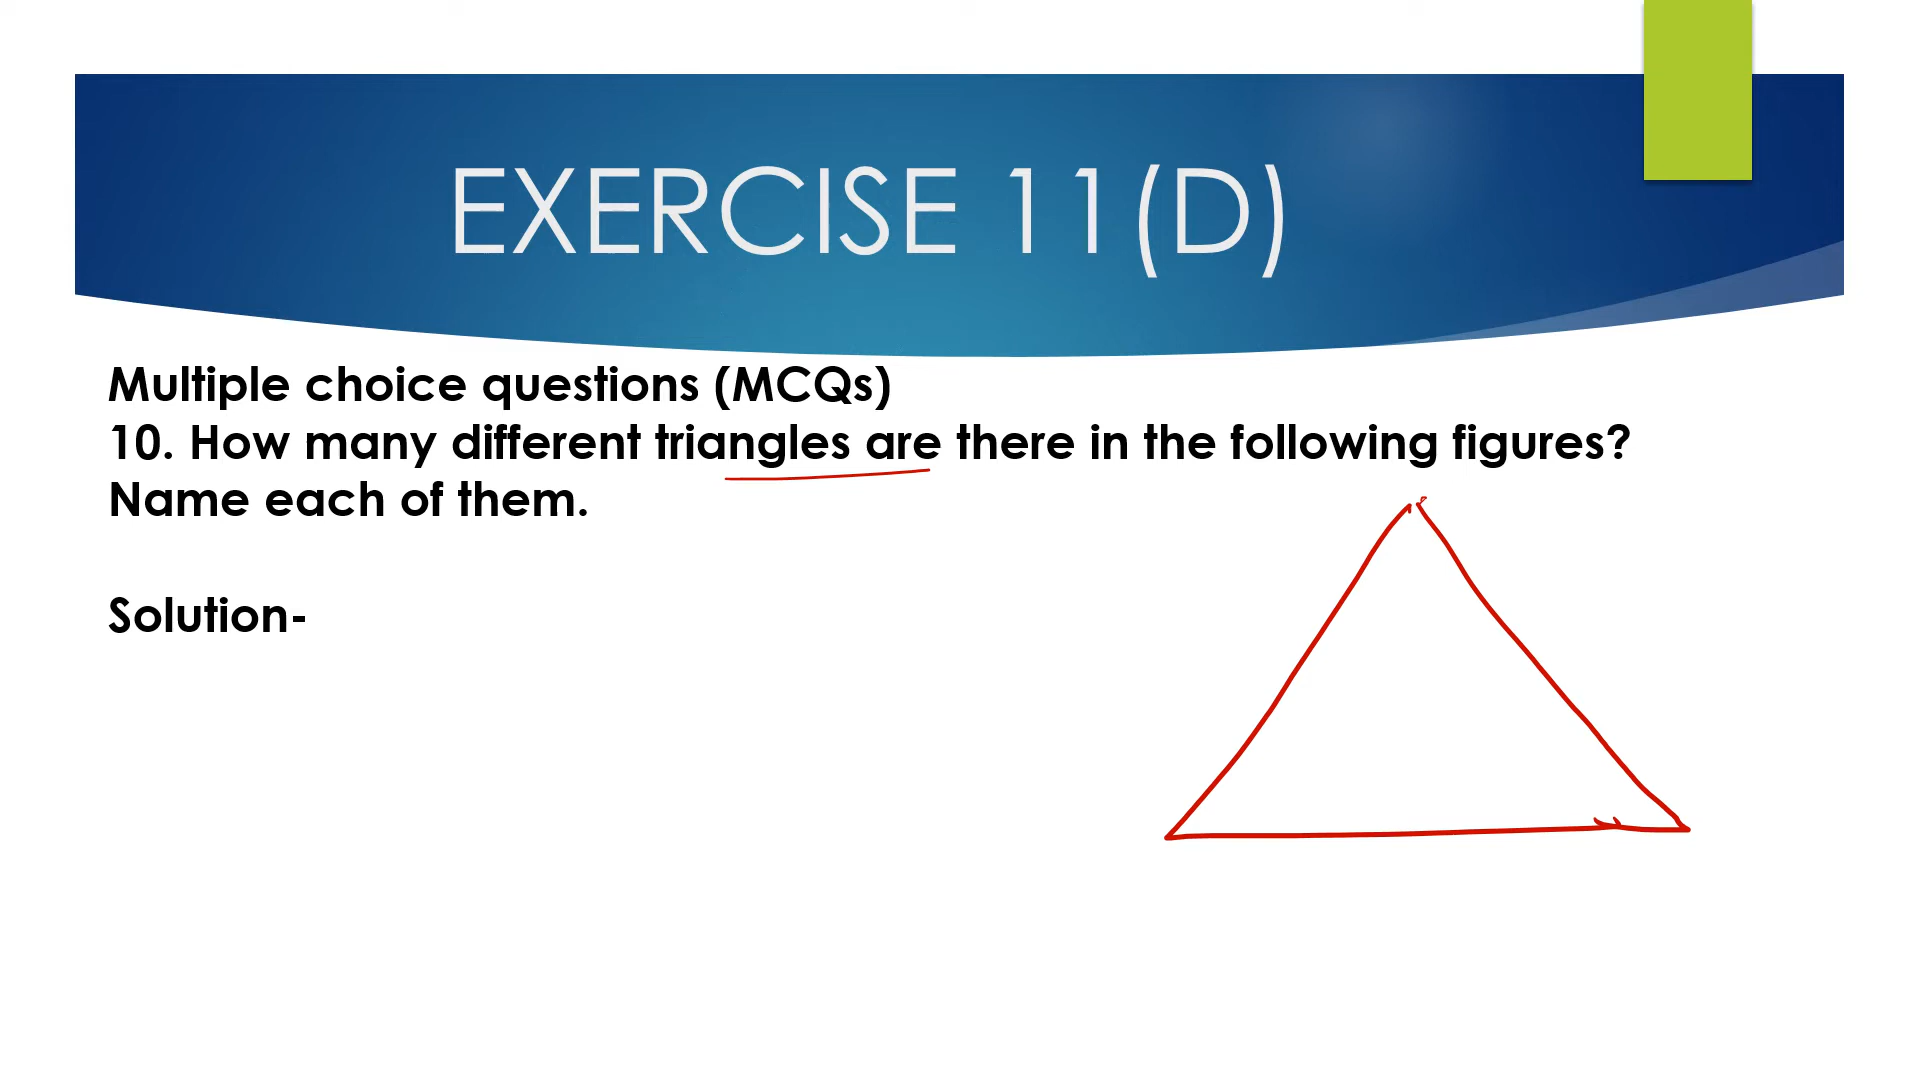 EXERCISE 11(D)
Multiple choice questions (MCQs)
10. How many different triangles are there in the following figures?
Name each of them.
Solution-